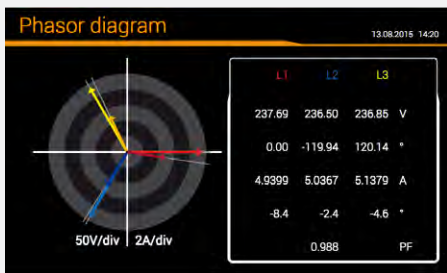 Phasor diagram
13.08.2015 14:20
L1 L2 L3
237.69 236.50 236.85 V
0.00 -119.94 120.14 °
4.9399 5.0367 5.1379 A
-8.4 -2.4 -4.6 °
0.988 PF
50V/div 2A/div